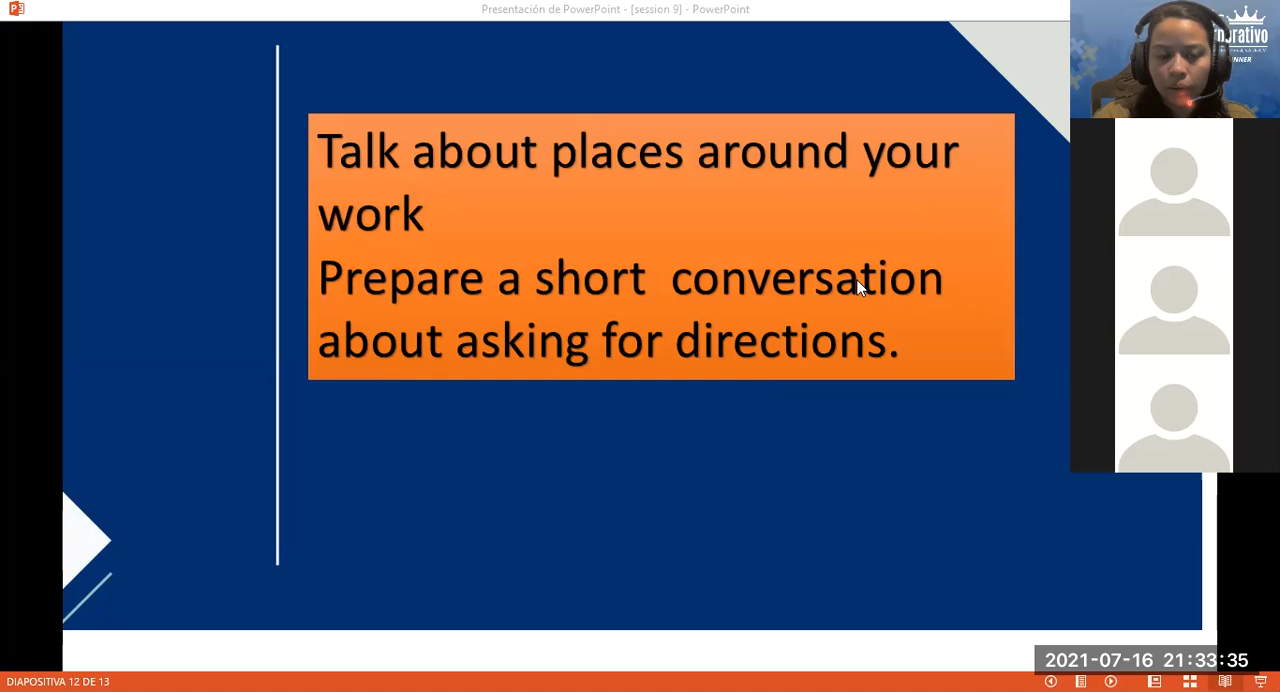 Presentación de PowerPoint - [session 9] - PowerPoint
Talk about places around your
work
Prepare a short  conversation
about asking for directions.
2021-07-16 21:33:35
DIAPOSITIVA 12 DE 13